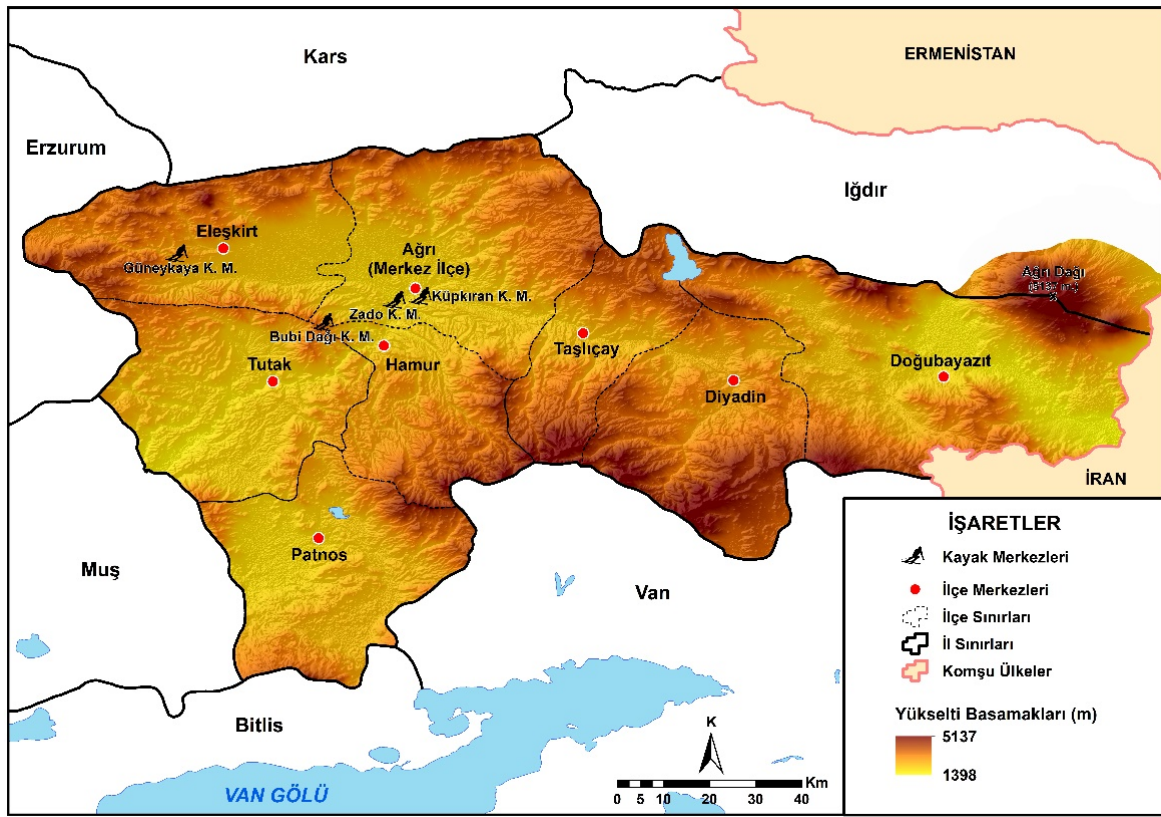 Kars
ERMENİSTAN
Erzurum
Iğdır
Eleşkirt
Güneykaya K. M.
Ağrı
(Merkez İlçe)
Küpkıran K. M.
Zado K. M.
Bubi Dağı K. M.
Ağrı Dağı
Tutak
Hamur
Taşlıçay
Diyadin
Doğubayazıt
İRAN
Patnos
Muş
Van
Bitlis
VAN GÖLÜ
K
Km
0 5 10 20 30 40
İŞARETLER
Kayak Merkezleri
İlçe Merkezleri
İlçe Sınırları
İl Sınırları
Komşu Ülkeler
Yükselti Basamakları (m)
5137
1398